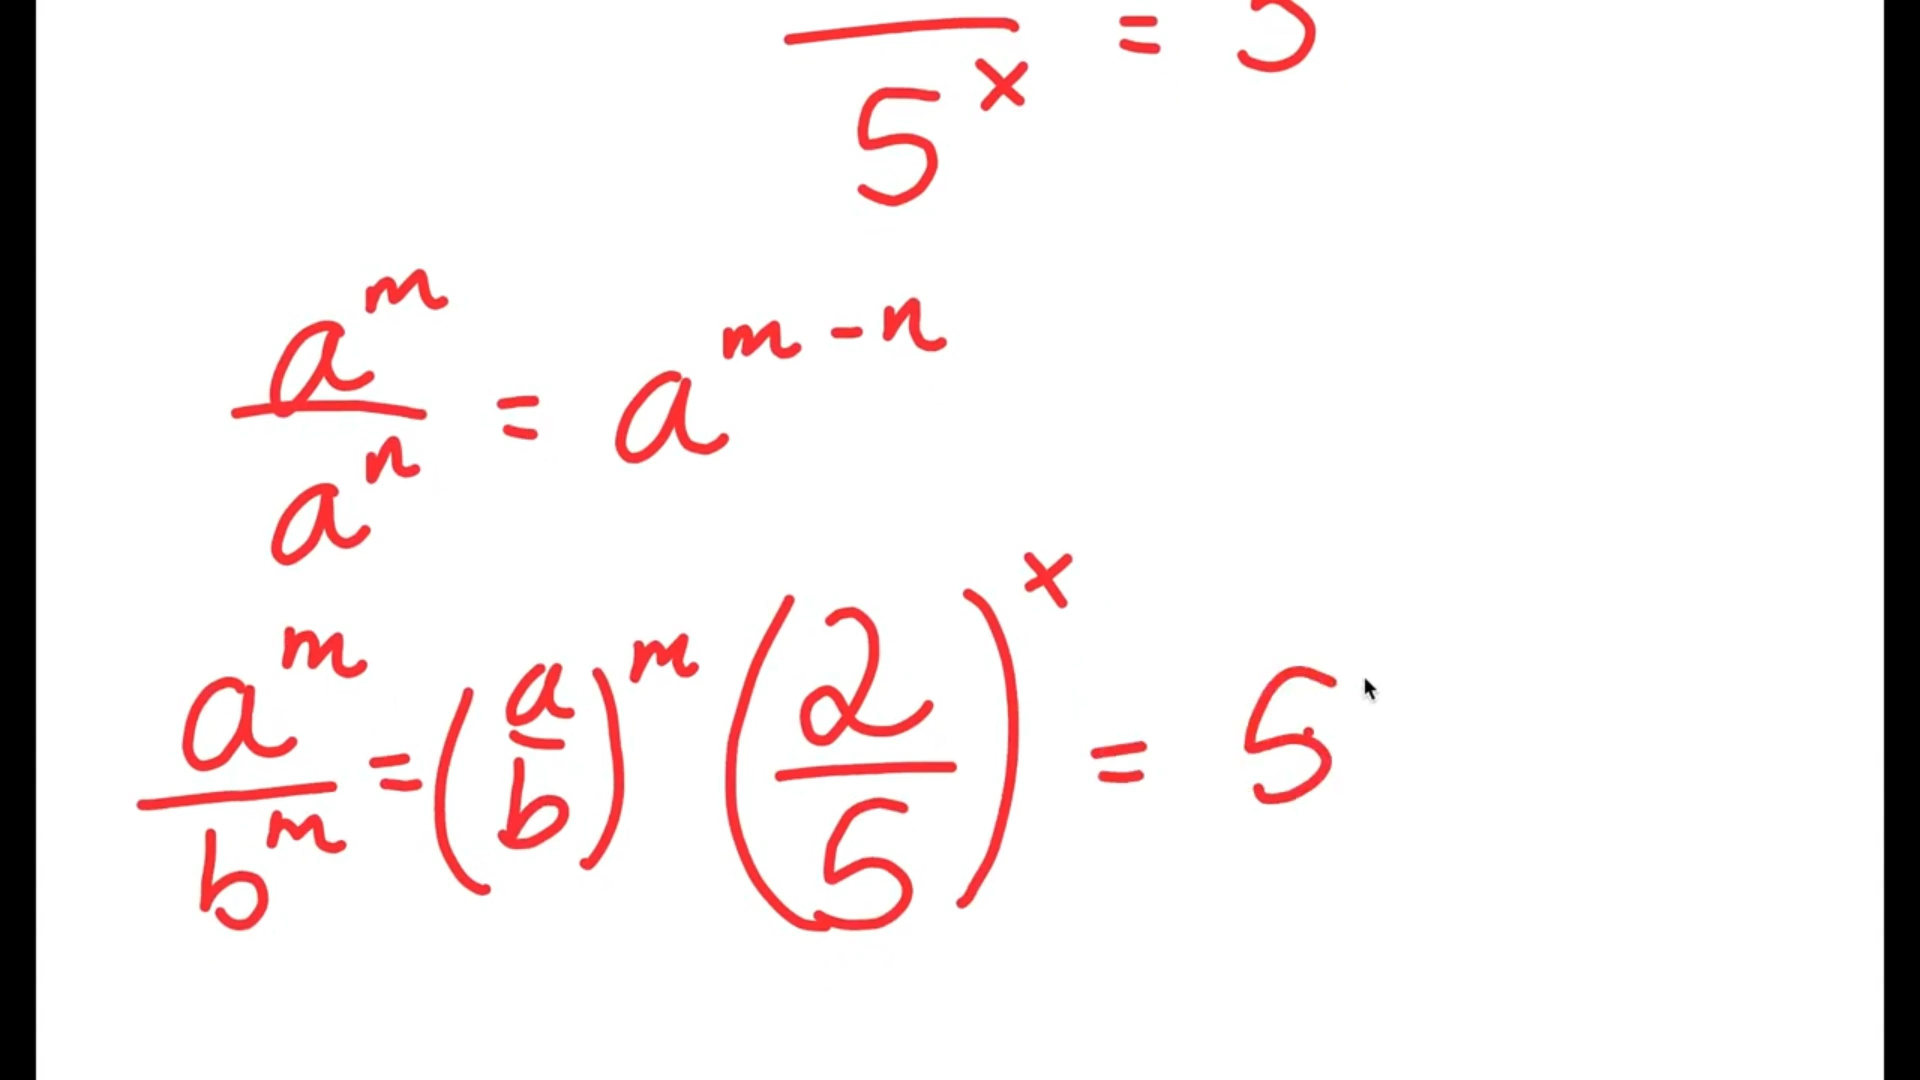 /5^x = 5
a^m/a^n = a^(m-n)
a^m/b^m = (a/b)^m (2/5)^x = 5